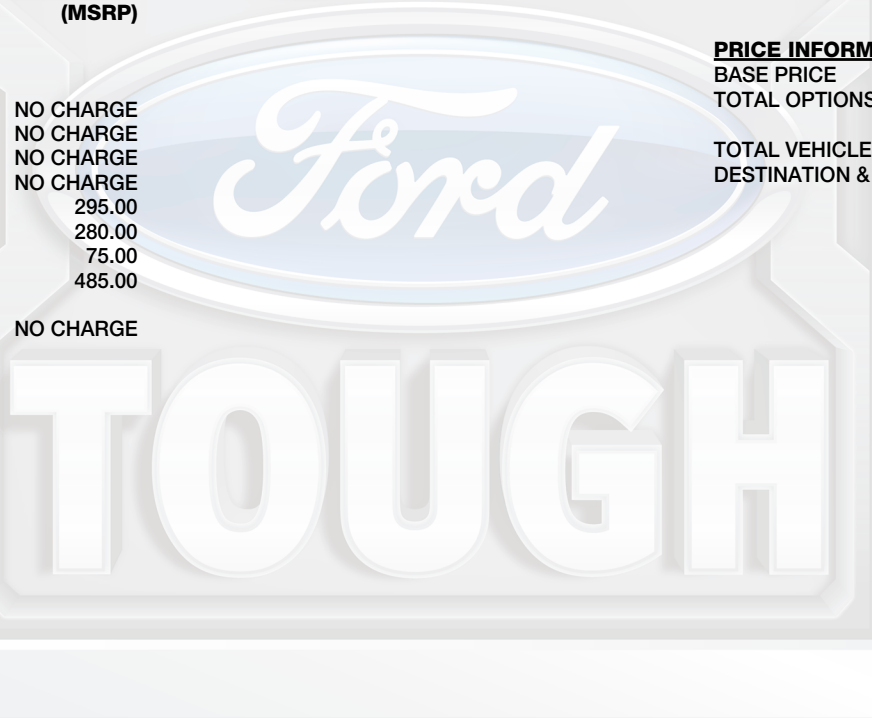 (MSRP)
NO CHARGE
NO CHARGE
NO CHARGE
NO CHARGE
295.00
280.00
75.00
485.00
NO CHARGE
PRICE INFORM
BASE PRICE
TOTAL OPTIONS
TOTAL VEHICLE
DESTINATION &
Ford
TOUGH